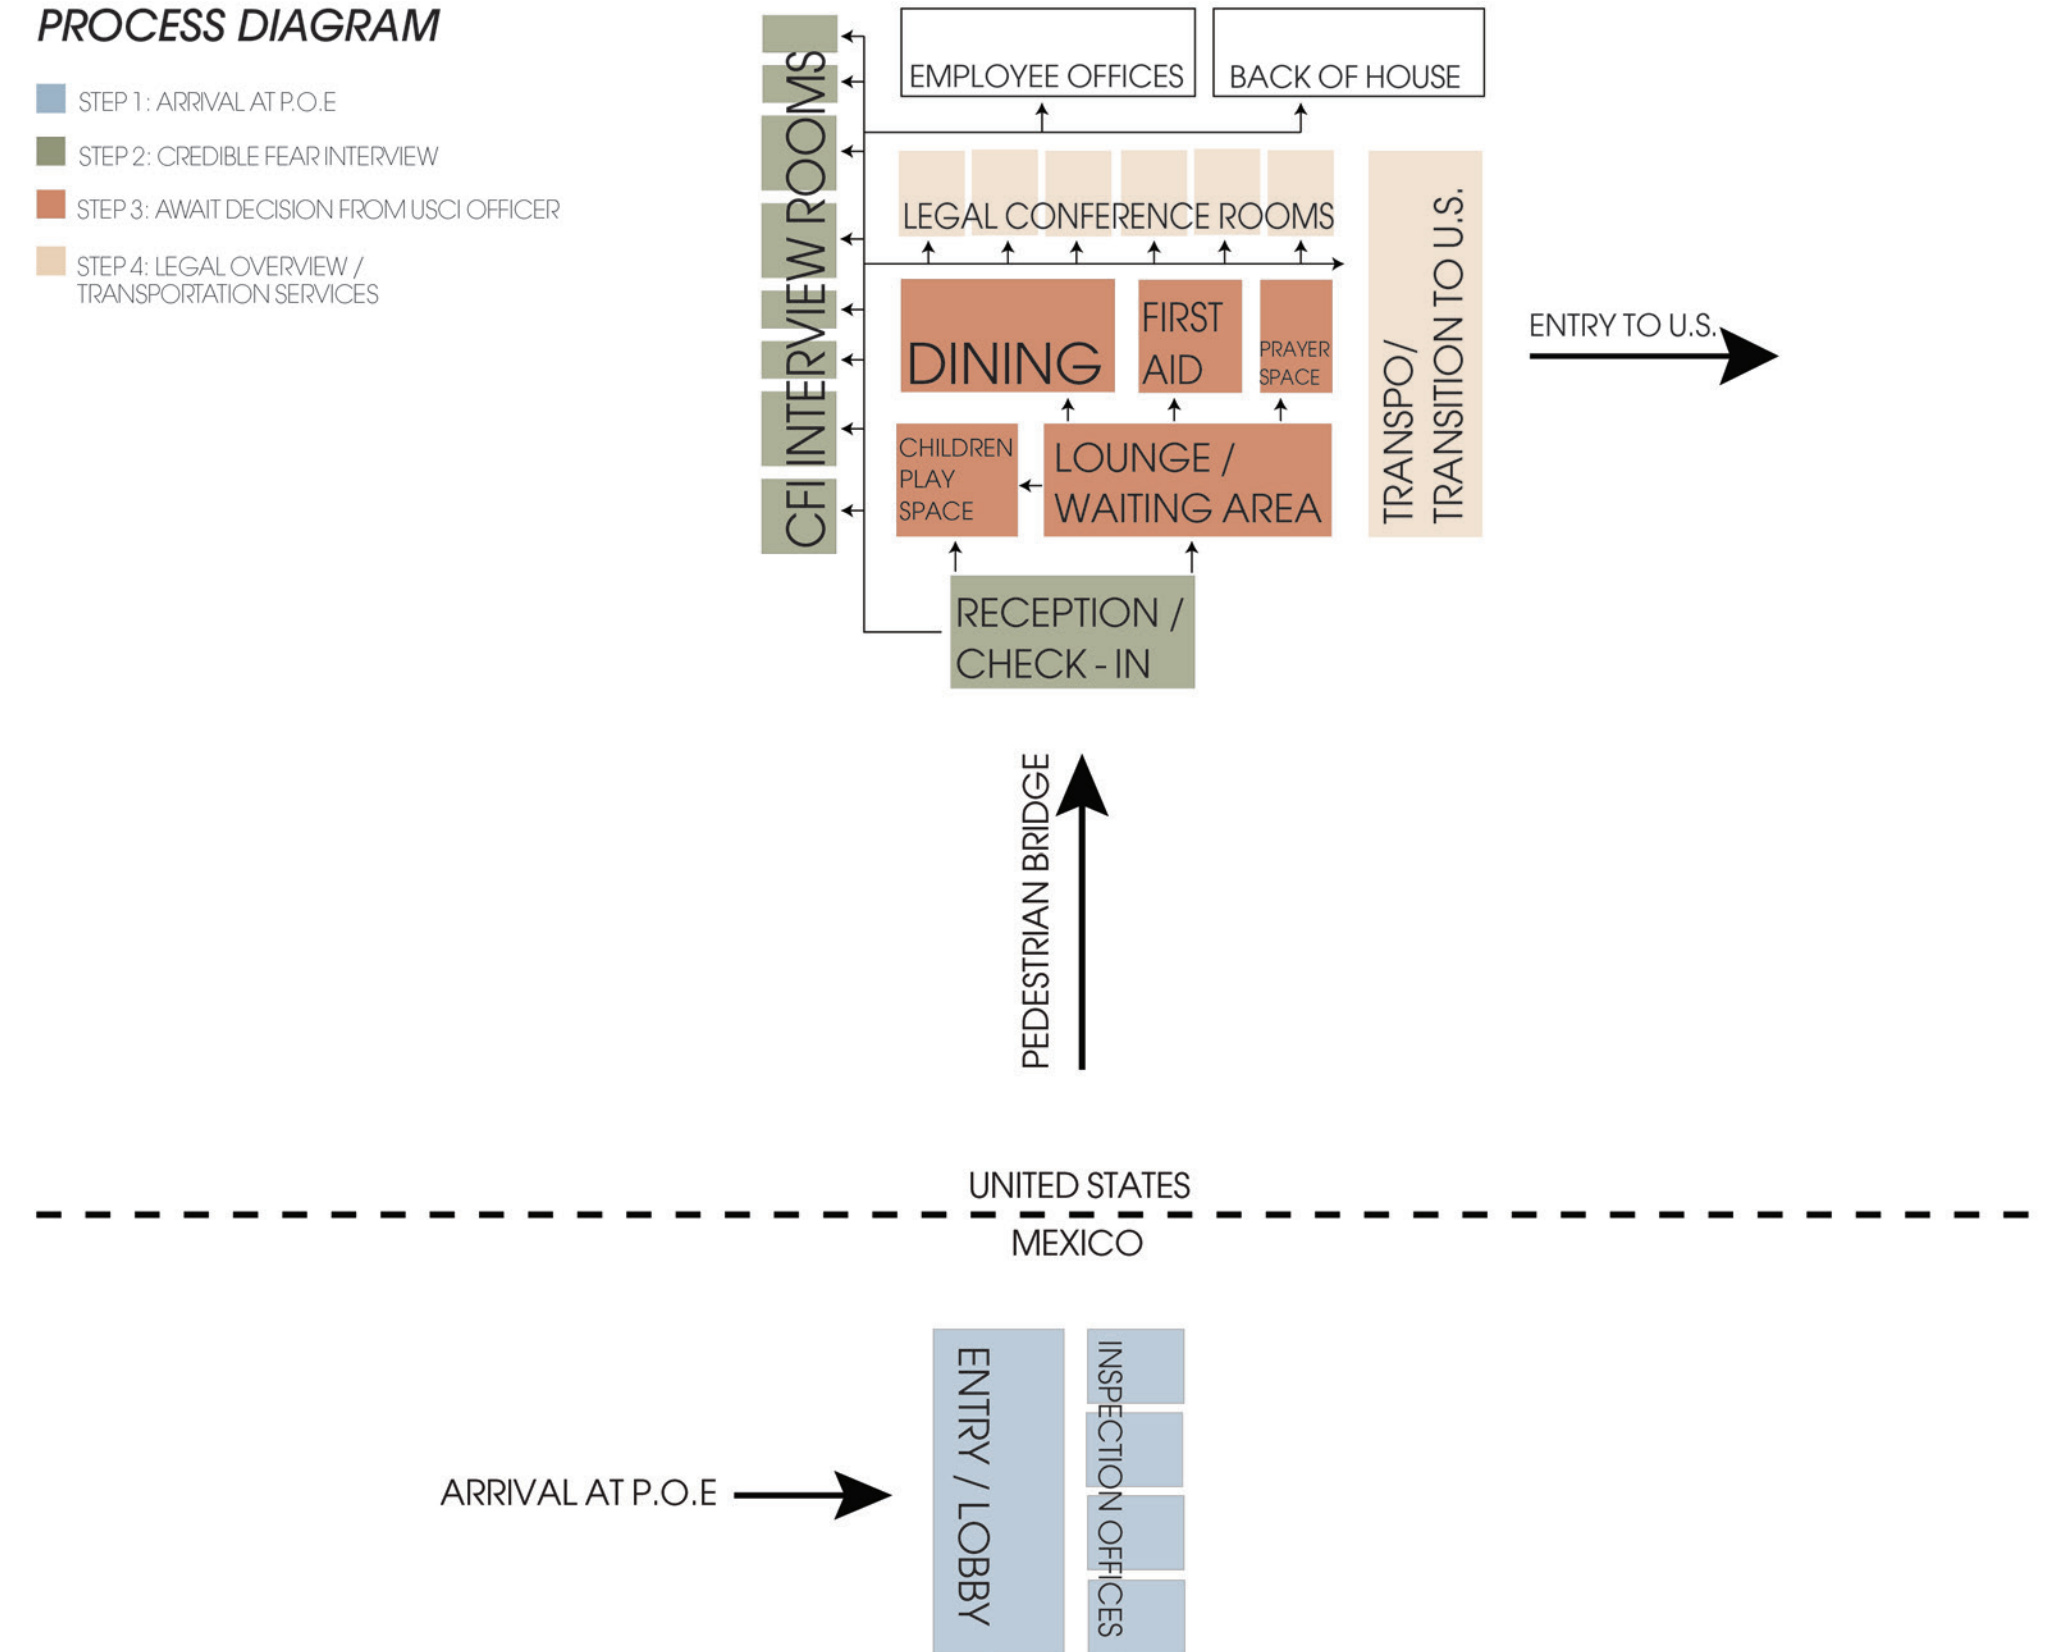 PROCESS DIAGRAM
STEP 1: ARRIVAL AT P.O.E
STEP 2: CREDIBLE FEAR INTERVIEW
STEP 3: AWAIT DECISION FROM USCI OFFICER
STEP 4: LEGAL OVERVIEW /
TRANSPORTATION SERVICES
CFI INTERVIEW ROOMS
EMPLOYEE OFFICES
BACK OF HOUSE
LEGAL CONFERENCE ROOMS
DINING
FIRST
AID
PRAYER
SPACE
CHILDREN
PLAY
SPACE
LOUNGE /
WAITING AREA
TRANSPO/
TRANSITION TO U.S.
ENTRY TO U.S.
RECEPTION /
CHECK - IN
PEDESTRIAN BRIDGE
UNITED STATES
MEXICO
ARRIVAL AT P.O.E
ENTRY / LOBBY
INSPECTION OFFICES